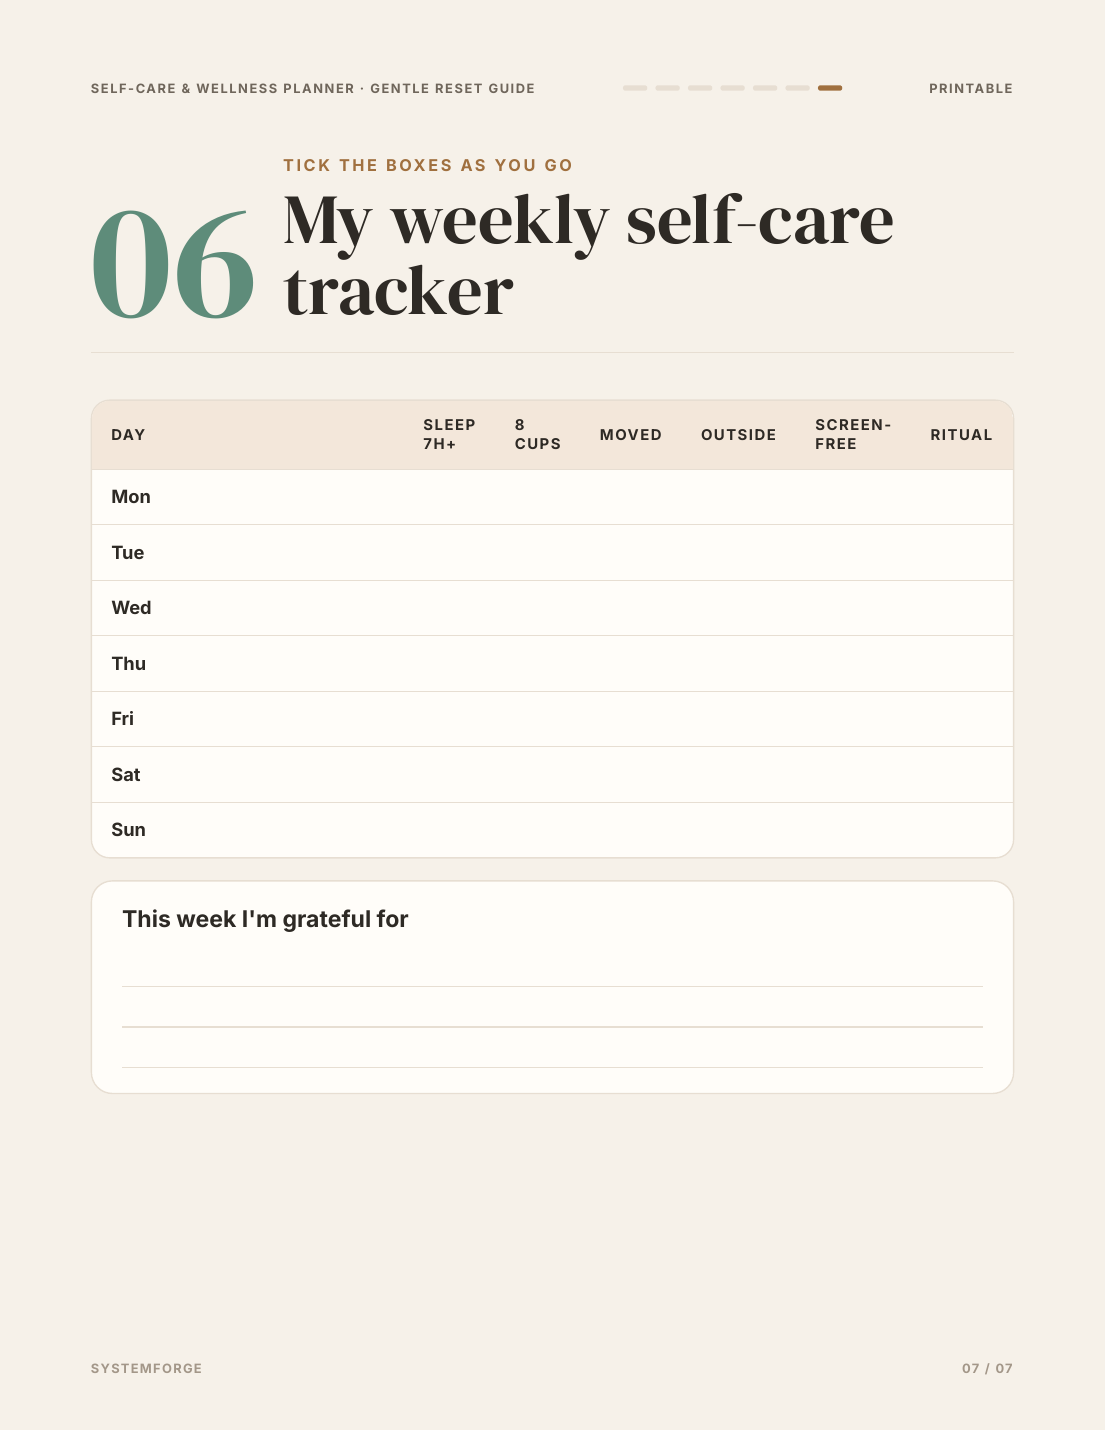 SELF-CARE & WELLNESS PLANNER · GENTLE RESET GUIDE
PRINTABLE
TICK THE BOXES AS YOU GO
06
My weekly self-care
tracker
DAY SLEEP 7H+ 8 CUPS MOVED OUTSIDE SCREEN-FREE RITUAL
Mon
Tue
Wed
Thu
Fri
Sat
Sun
This week I'm grateful for
SYSTEMFORGE
07 / 07